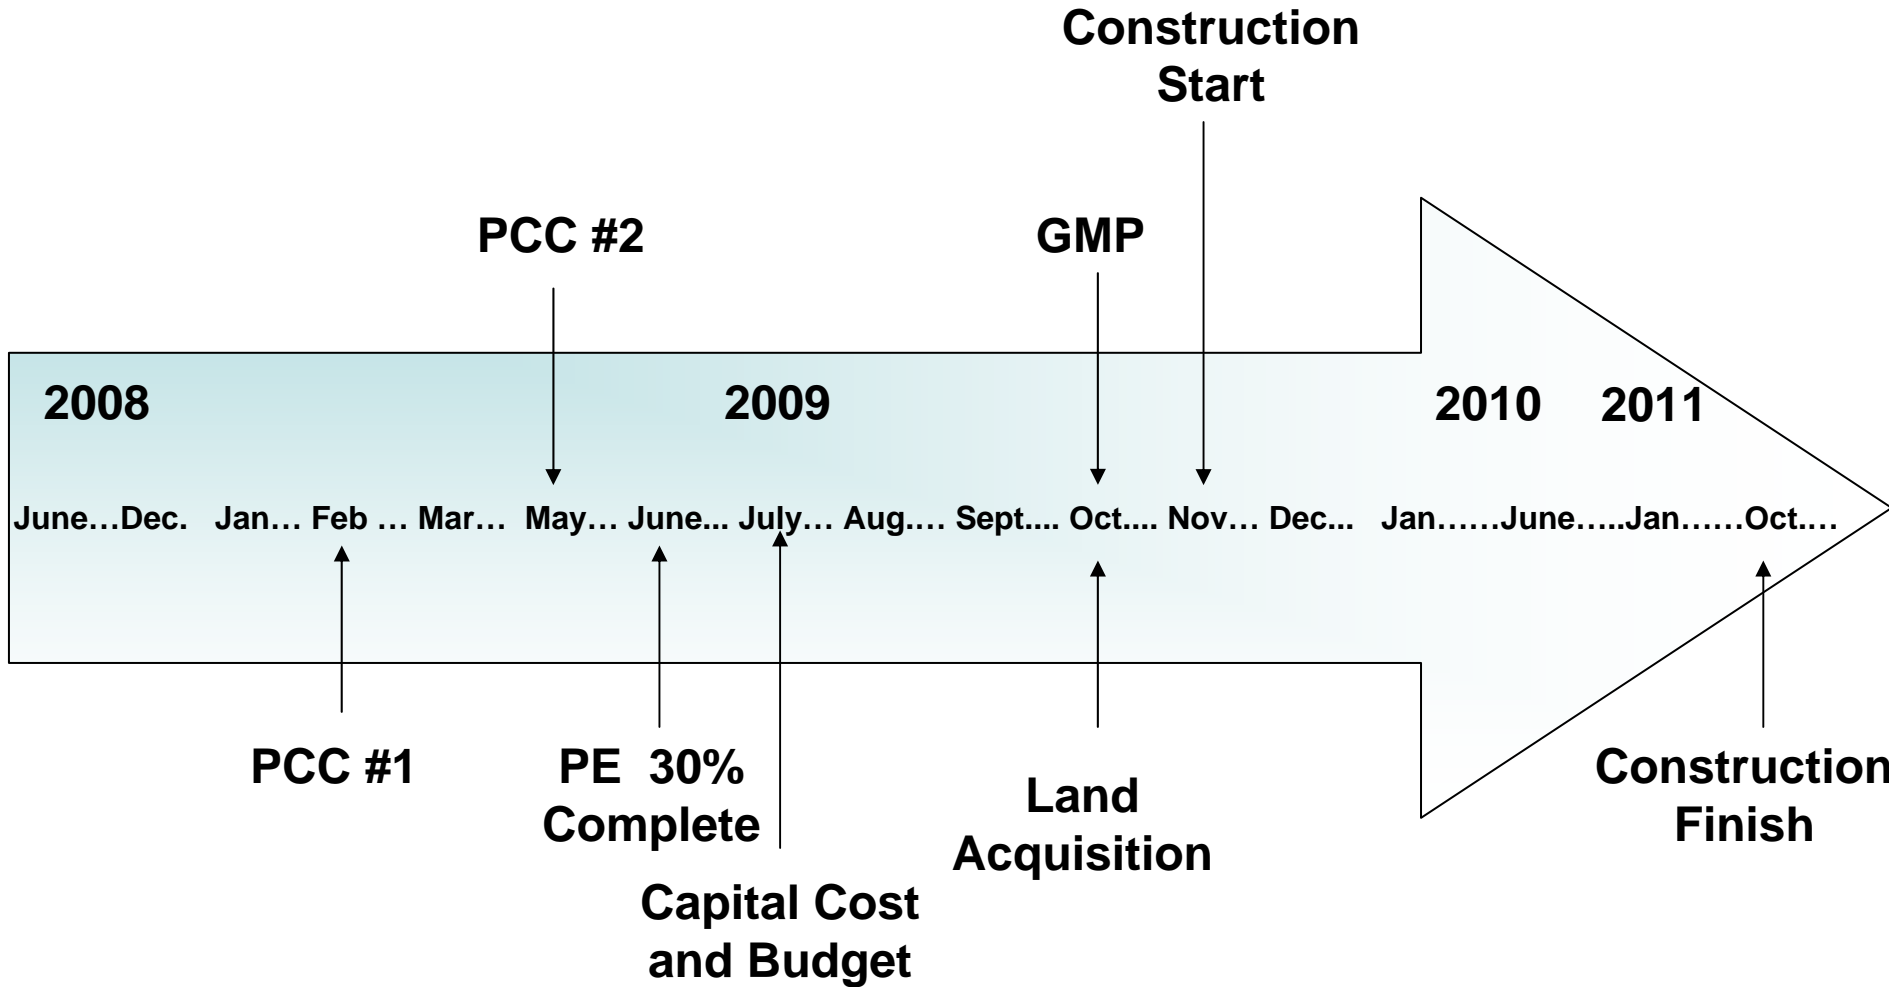 Construction
Start
PCC #2
GMP
2008
2009
2010
2011
June…Dec. Jan… Feb … Mar… May… June... July… Aug.… Sept.... Oct.... Nov… Dec... Jan……June…..Jan……Oct.…
PCC #1
PE 30%
Complete
Capital Cost
and Budget
Land
Acquisition
Construction
Finish